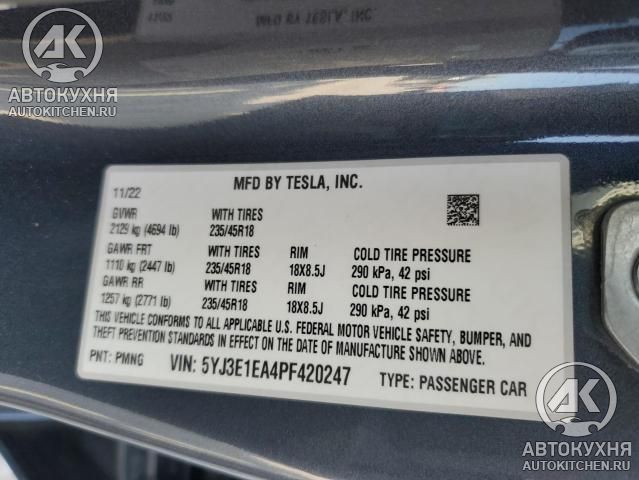 АВТОКУХНЯ
AUTOKITCHEN.RU
MFD BY TESLA, INC.
11/22
GVWR WITH TIRES
2129 kg (4694 lb) 235/45R18
GAWR FRT WITH TIRES RIM COLD TIRE PRESSURE
1110 kg (2447 lb) 235/45R18 18X8.5J 290 kPa, 42 psi
GAWR RR WITH TIRES RIM COLD TIRE PRESSURE
1257 kg (2771 lb) 235/45R18 18X8.5J 290 kPa, 42 psi
THIS VEHICLE CONFORMS TO ALL APPLICABLE U.S. FEDERAL MOTOR VEHICLE SAFETY, BUMPER, AND
THEFT PREVENTION STANDARDS IN EFFECT ON THE DATE OF MANUFACTURE SHOWN ABOVE.
PNT: PMNG VIN: 5YJ3E1EA4PF420247 TYPE: PASSENGER CAR
АВТОКУХНЯ
AUTOKITCHEN.RU